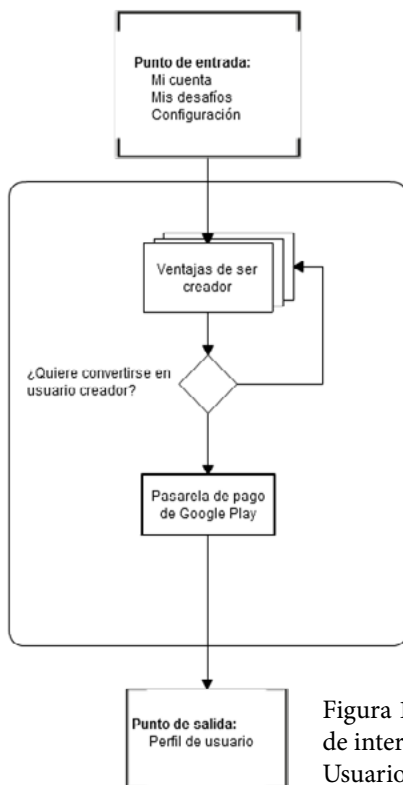 Punto de entrada:
Mi cuenta
Mis desafíos
Configuración
Ventajas de ser
creador
¿Quiere convertirse en
usuario creador?
Pasarela de pago
de Google Play
Punto de salida:
Perfil de usuario
Figura
de inter
Usuario